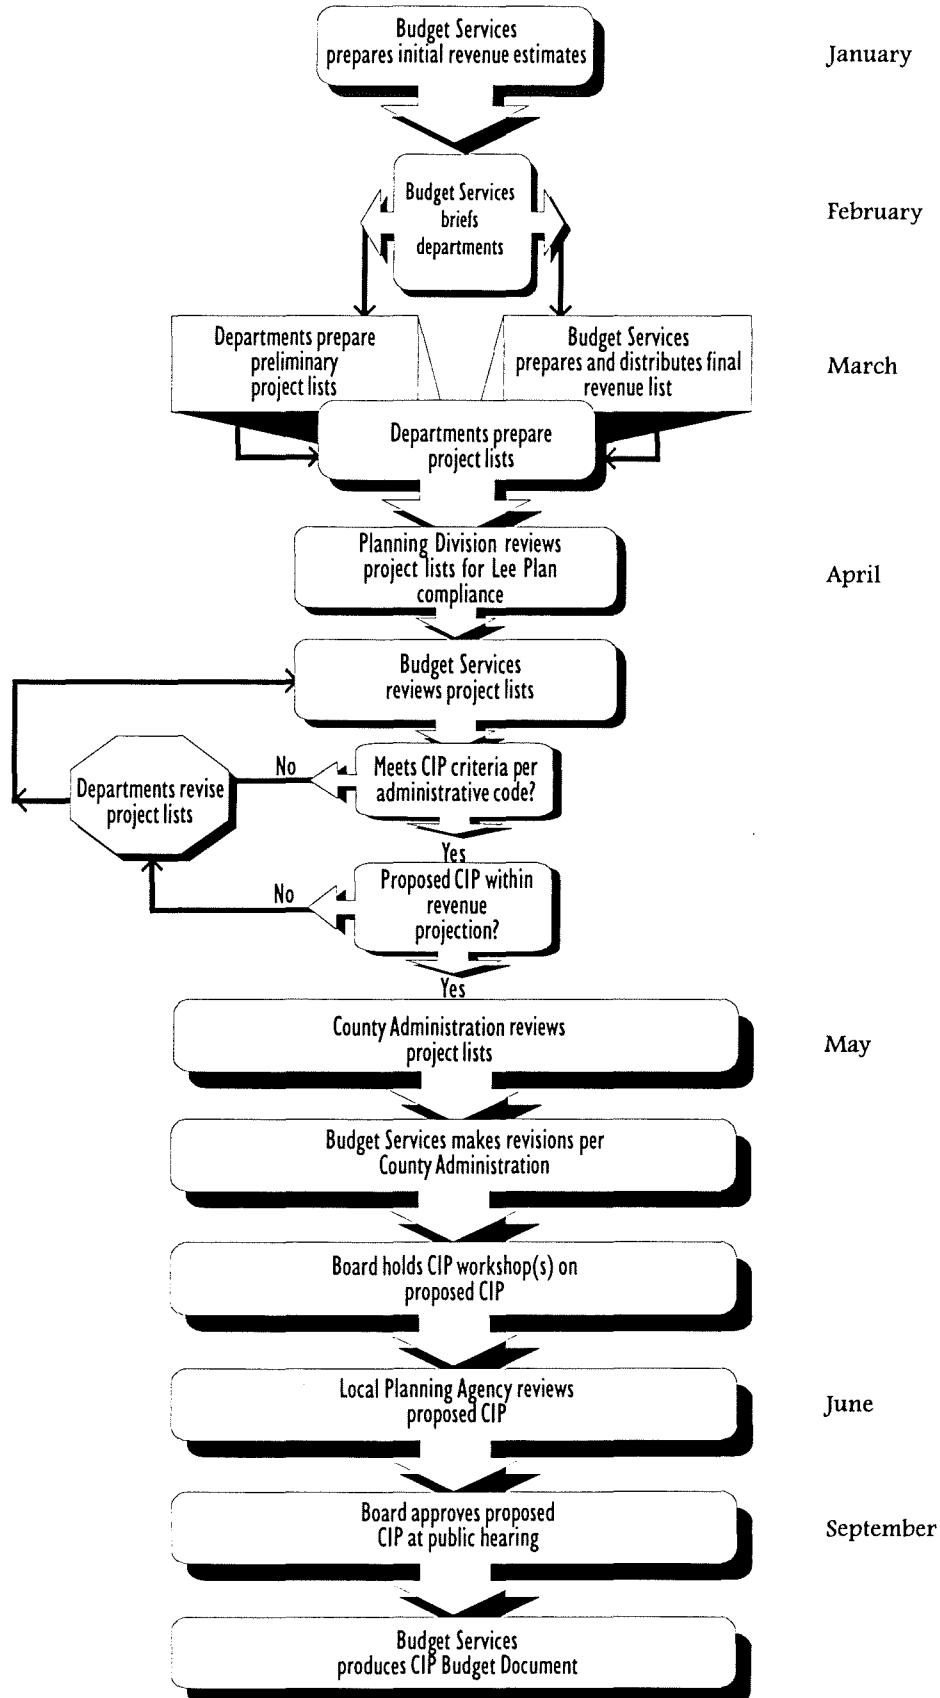 Budget Services
prepares initial revenue estimates
January
Budget Services
briefs
departments
February
Departments prepare
preliminary
project lists
Budget Services
prepares and distributes final
revenue list
March
Departments prepare
project lists
Planning Division reviews
project lists for Lee Plan
compliance
April
Budget Services
reviews project lists
Meets CIP criteria per
administrative code?
No
Departments revise
project lists
Yes
Proposed CIP within
revenue
projection?
No
Yes
County Administration reviews
project lists
May
Budget Services makes revisions per
County Administration
Board holds CIP workshop(s) on
proposed CIP
Local Planning Agency reviews
proposed CIP
June
Board approves proposed
CIP at public hearing
September
Budget Services
produces CIP Budget Document